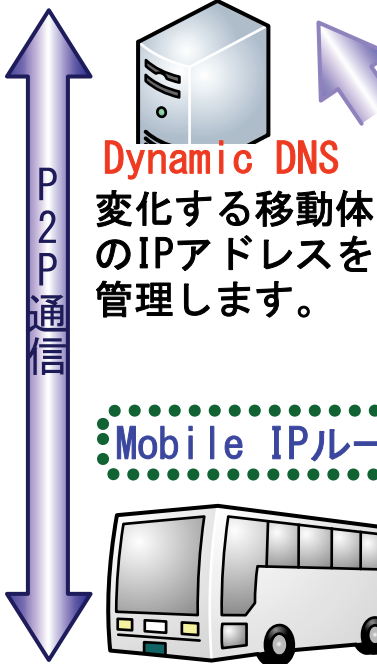 P2P通信
Dynamic DNS
変化する移動体
のIPアドレスを
管理します。
Mobile IPルー